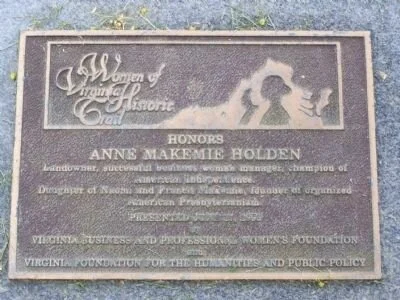 Women of
Virginia
Historic
Trail
HONORS
ANNE MAKEMIE HOLDEN
Landowner, successful business woman, manager, champion of
American independence
Daughter of Naomi and Francis Makemie, founder of organized
American Presbyterianism
PRESENTED
VIRGINIA BUSINESS AND PROFESSIONAL WOMEN'S FOUNDATION
and
VIRGINIA FOUNDATION FOR THE HUMANITIES AND PUBLIC POLICY